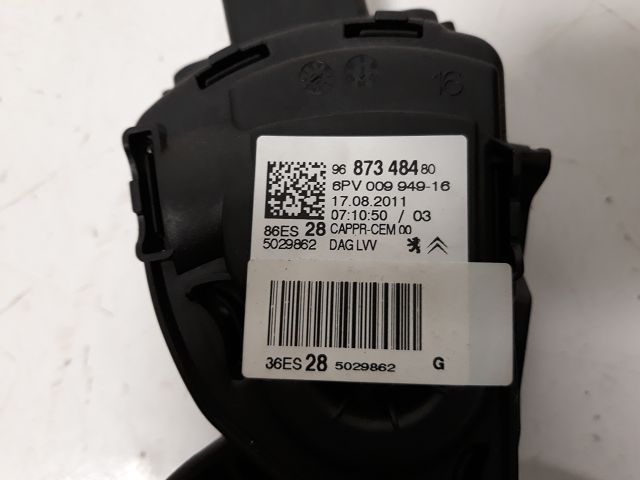 16
96 873 484 80
6PV 009 949-16
17.08.2011
07:10:50 / 03
86ES 28 CAPPR-CEM 00
5029862 DAG LVV
36ES 28 5029862 G